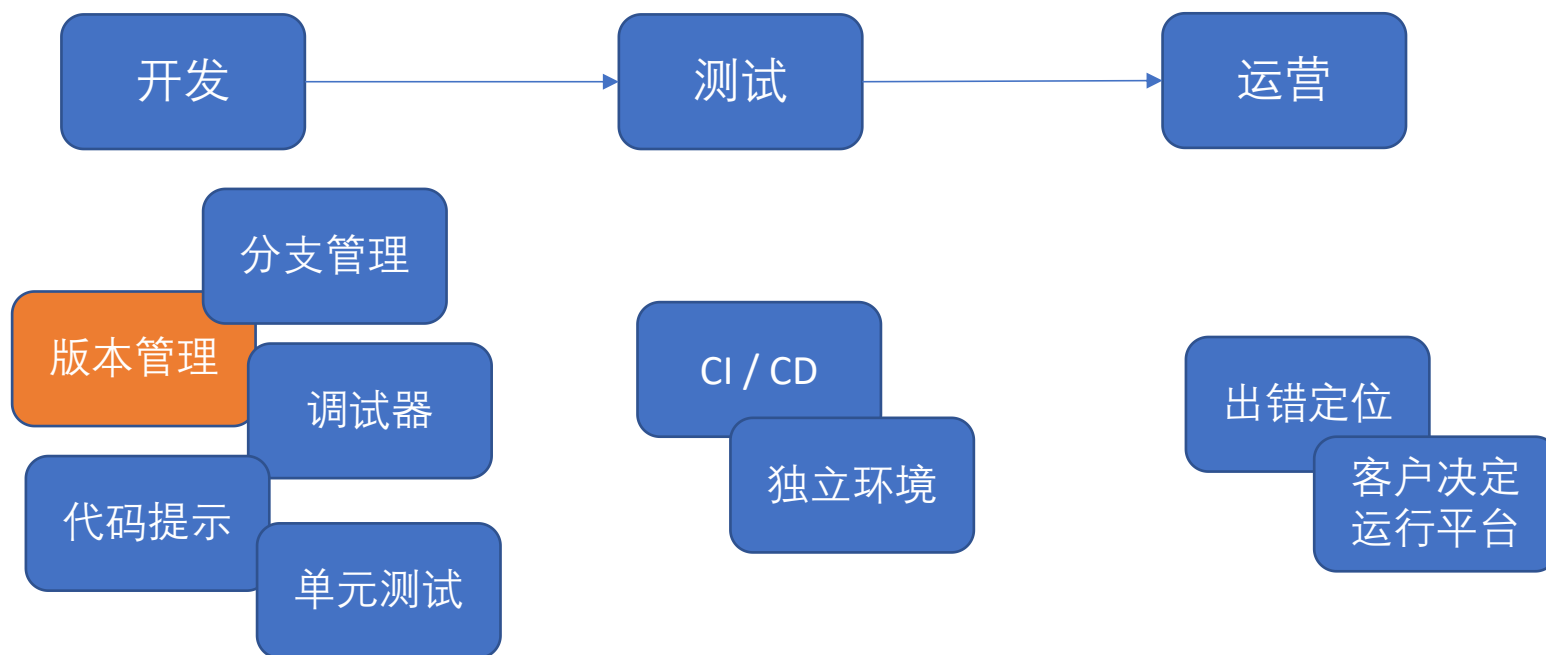 开发
测试
运营
分支管理
版本管理
调试器
代码提示
单元测试
CI / CD
独立环境
出错定位
客户决定
运行平台